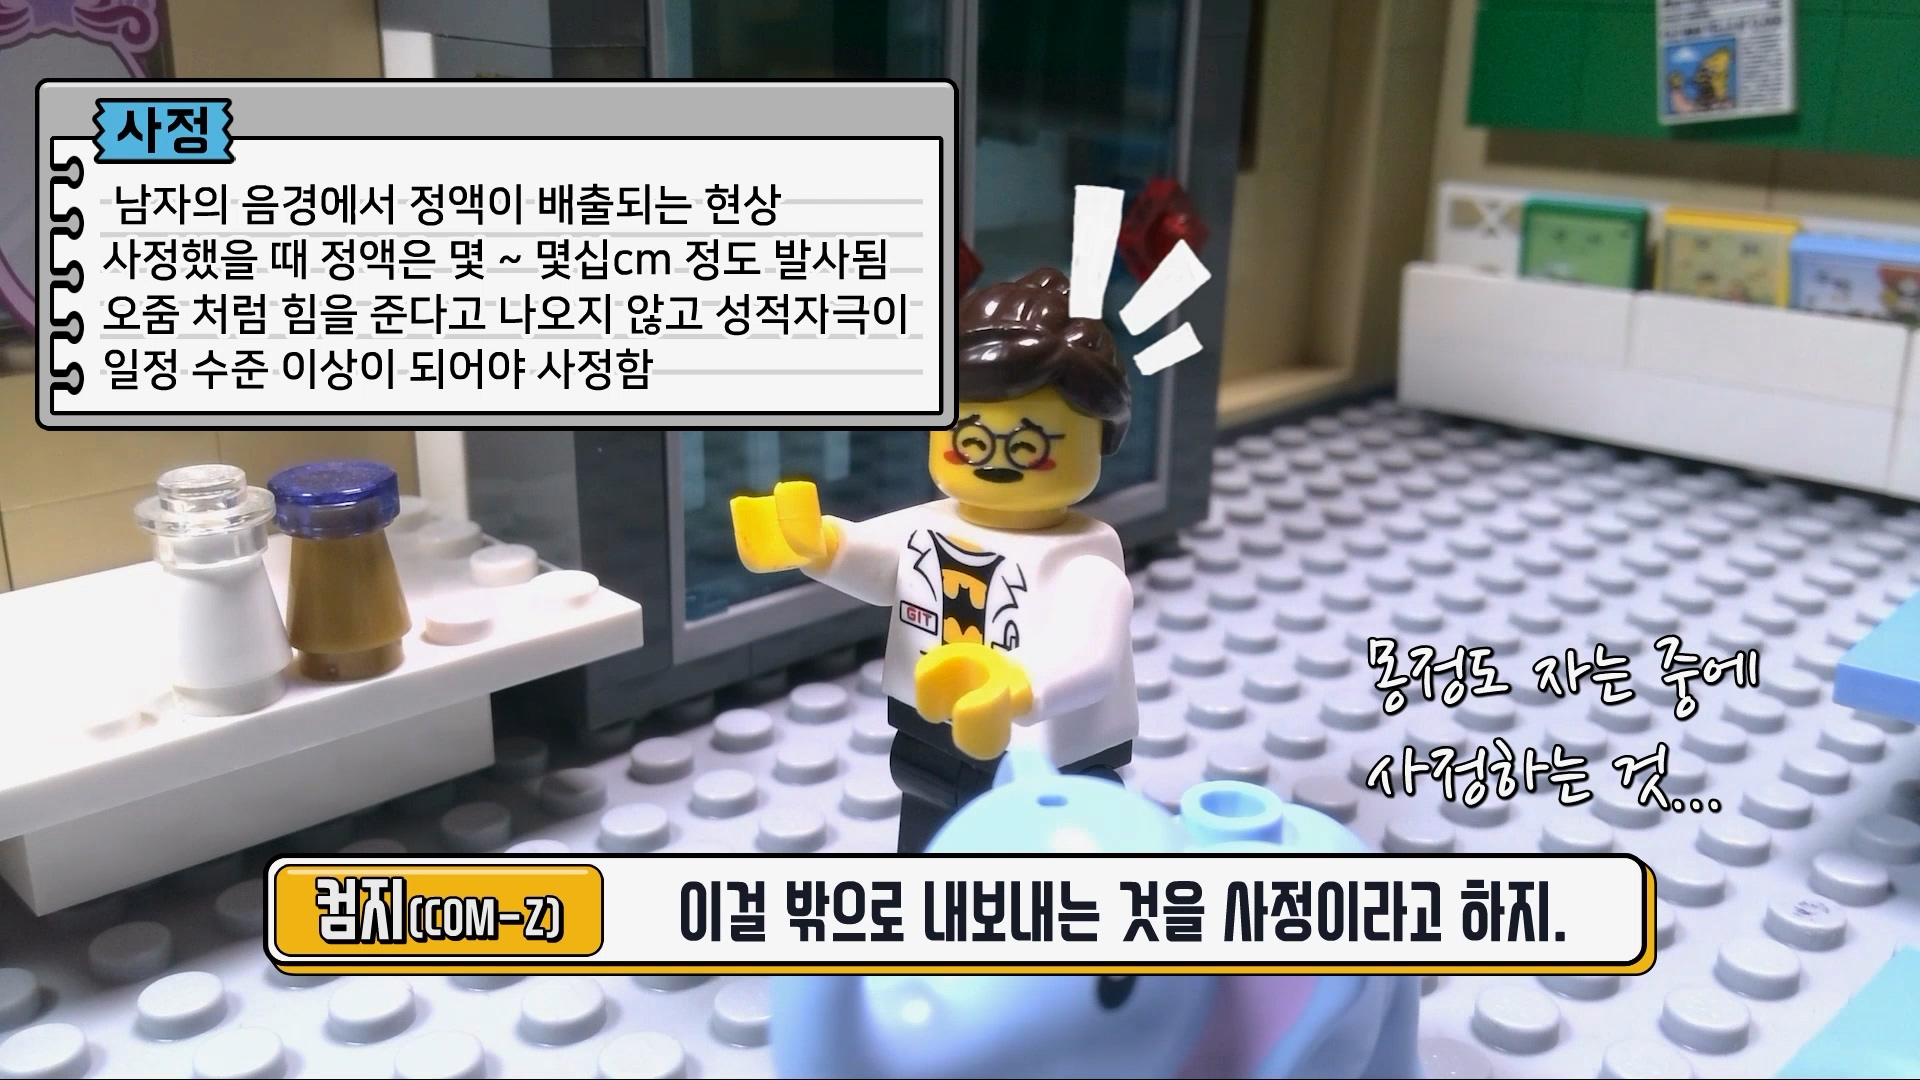 사정
남자의 음경에서 정액이 배출되는 현상
사정했을 때 정액은 몇 ~ 몇십cm 정도 발사됨
오줌 처럼 힘을 준다고 나오지 않고 성적자극이
일정 수준 이상이 되어야 사정함
GIT
몽정도 자는 중에
사정하는 것...
컴지(COM-Z)
이걸 밖으로 내보내는 것을 사정이라고 하지.